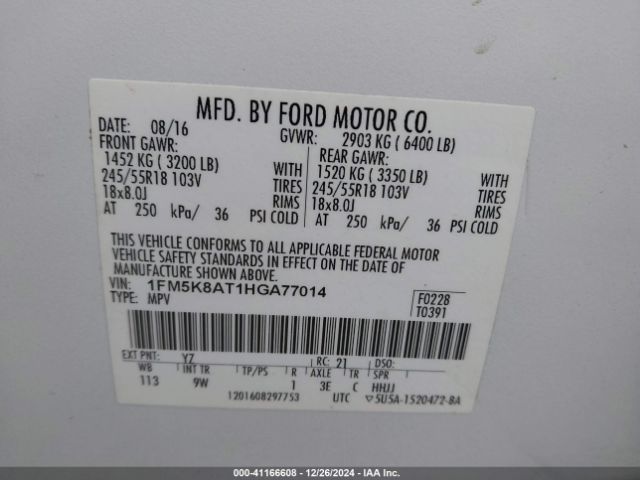 MFD. BY FORD MOTOR CO.
DATE: 08/16 GVWR: 2903 KG ( 6400 LB)
FRONT GAWR: REAR GAWR:
1452 KG ( 3200 LB) WITH 1520 KG ( 3350 LB) WITH
245/55R18 103V TIRES 245/55R18 103V TIRES
18x8.0J RIMS 18x8.0J RIMS
AT 250 kPa/ 36 PSI COLD AT 250 kPa/ 36 PSI COLD
THIS VEHICLE CONFORMS TO ALL APPLICABLE FEDERAL MOTOR
VEHICLE SAFETY STANDARDS IN EFFECT ON THE DATE OF
MANUFACTURE SHOWN ABOVE.
VIN: 1FM5K8AT1HGA77014
TYPE: MPV
F0228
T0391
EXT PNT: YZ RC: 21 DSO:
WB INT TR TP/PS R AXLE TR SPR
113 9W 1 3E C HHJJ
1201608297753 UTC ▽5U5A-1520472-BA
000-41166608 - 12/26/2024 - IAA Inc.